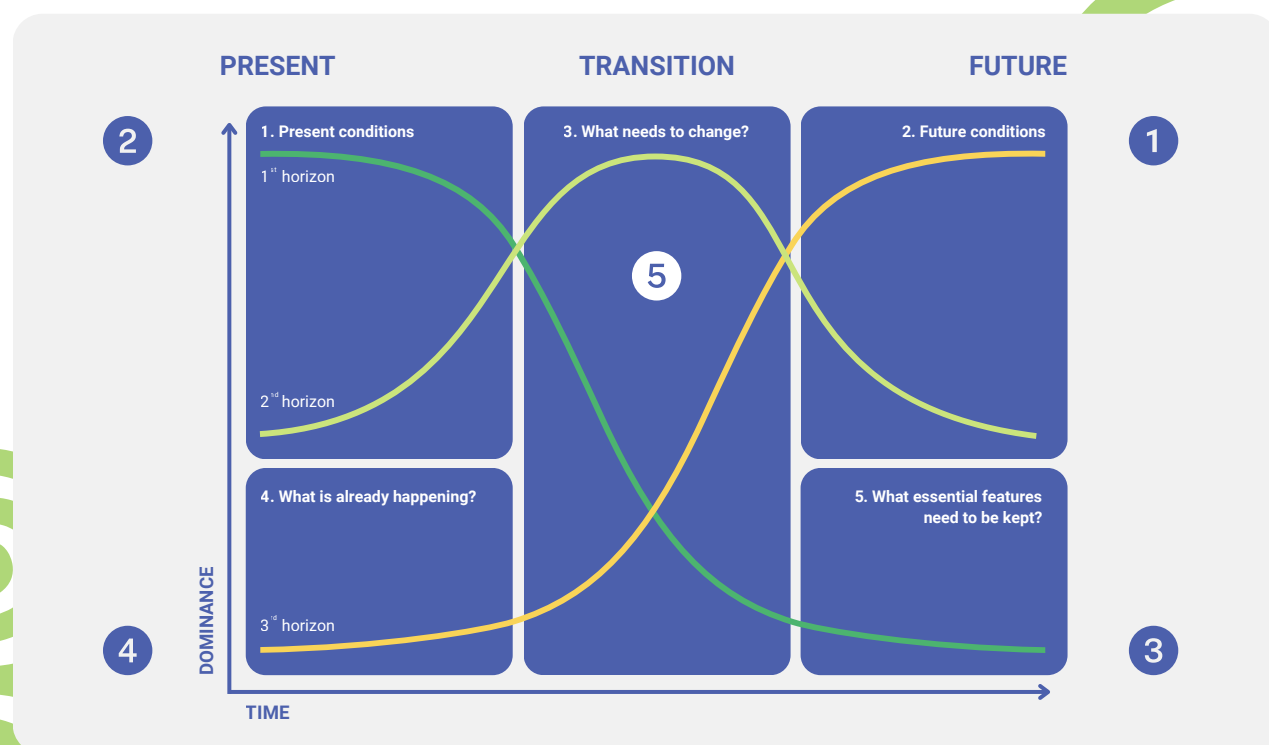 PRESENT
TRANSITION
FUTURE
2
1. Present conditions
3. What needs to change?
2. Future conditions
1
1st horizon
5
2nd horizon
4. What is already happening?
5. What essential features
need to be kept?
DOMINANCE
3rd horizon
4
3
TIME